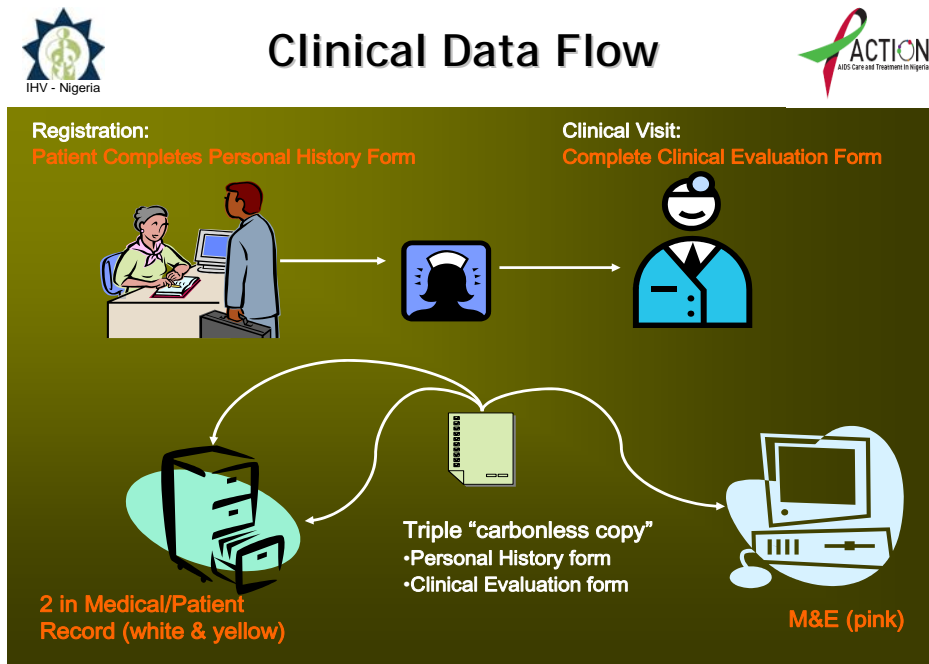 Clinical Data Flow
IHV - Nigeria
ACTION
AIDS Care and Treatment In Nigeria
Registration:
Patient Completes Personal History Form
Clinical Visit:
Complete Clinical Evaluation Form
Triple “carbonless copy”
•Personal History form
•Clinical Evaluation form
2 in Medical/Patient
Record (white & yellow)
M&E (pink)